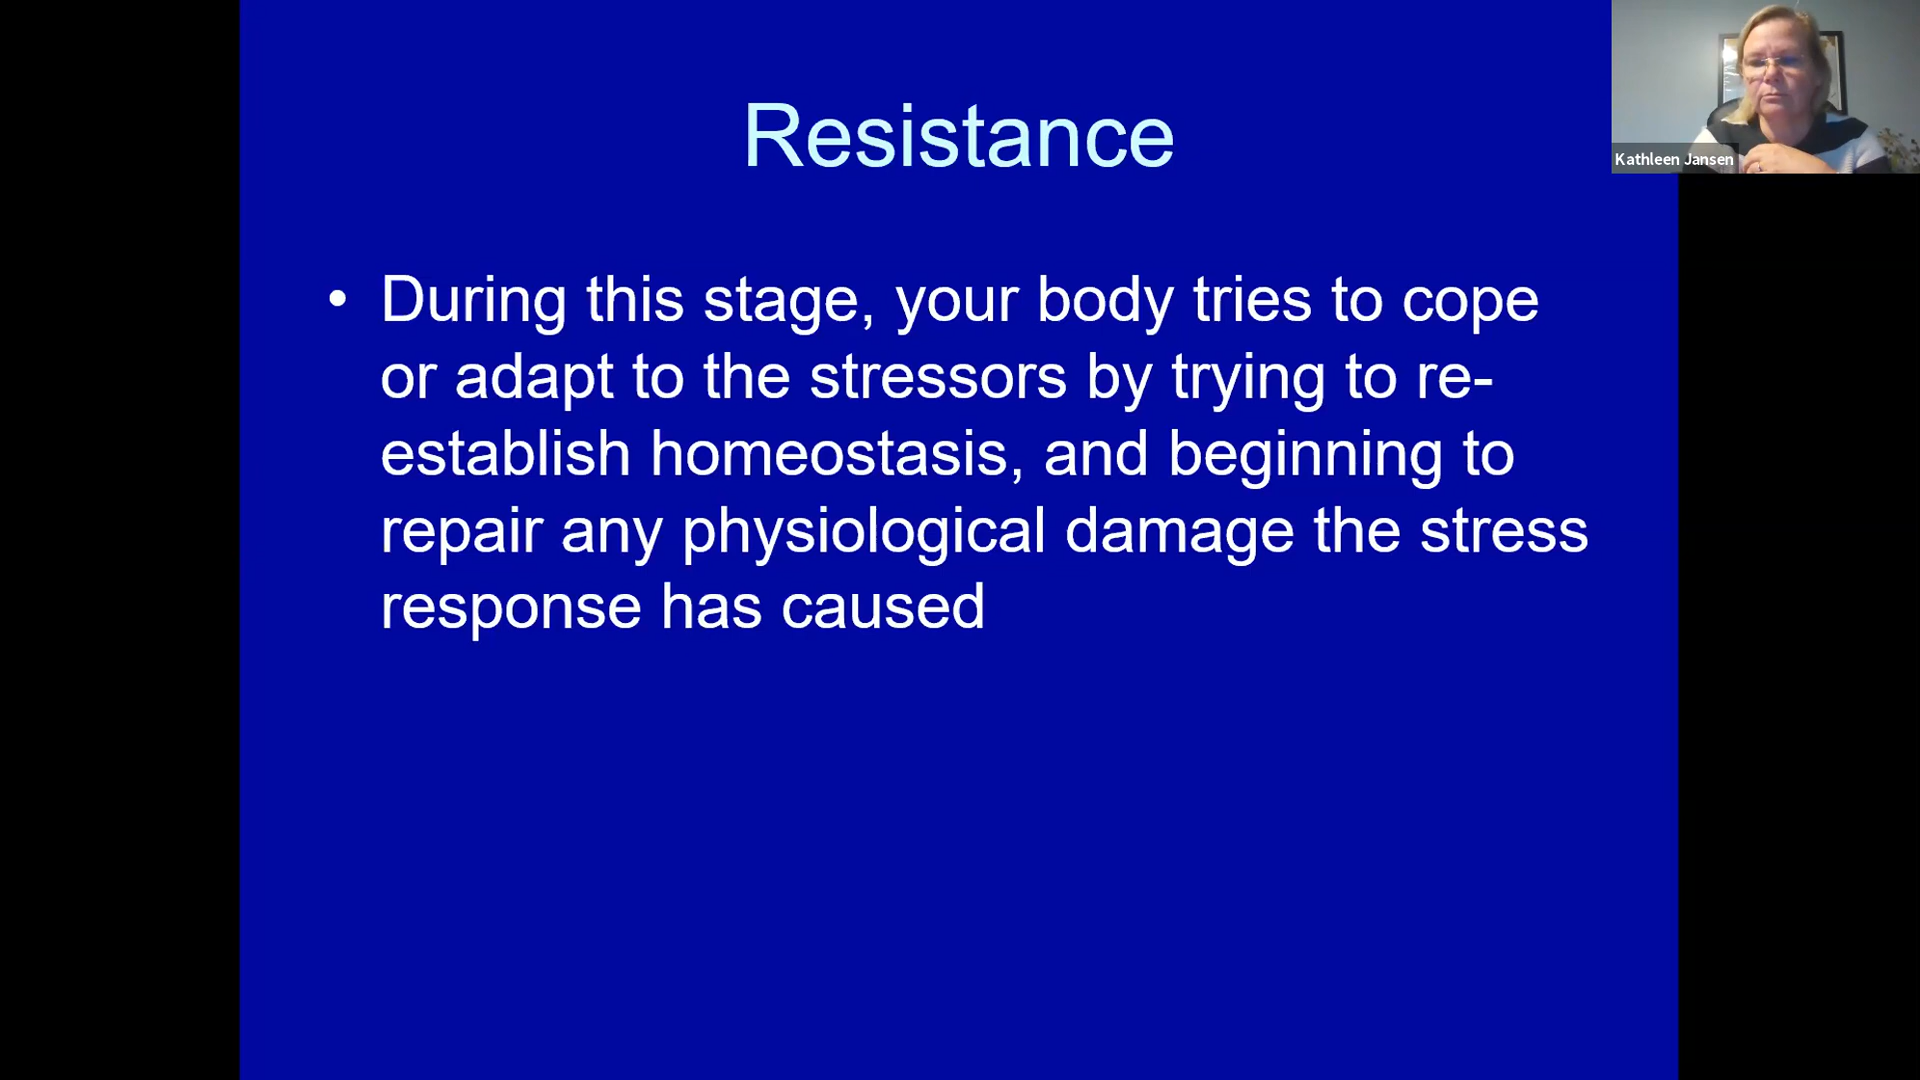 Resistance
• During this stage, your body tries to cope
or adapt to the stressors by trying to re-
establish homeostasis, and beginning to
repair any physiological damage the stress
response has caused
Kathleen Jansen